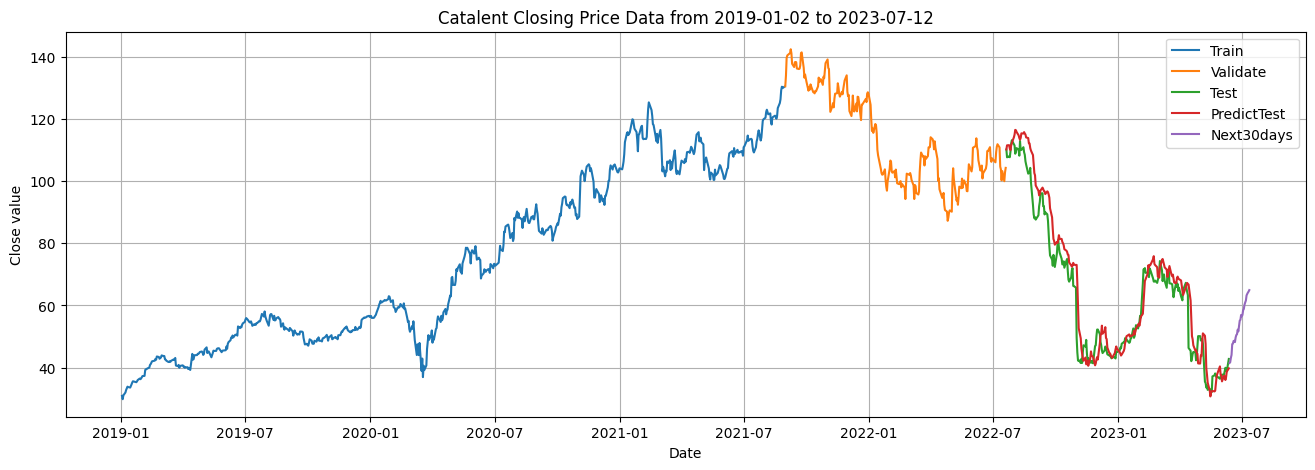 Catalent Closing Price Data from 2019-01-02 to 2023-07-12
Close value
140
120
100
80
60
40
Train
Validate
Test
PredictTest
Next30days
2019-01 2019-07 2020-01 2020-07 2021-01 2021-07 2022-01 2022-07 2023-01 2023-07
Date